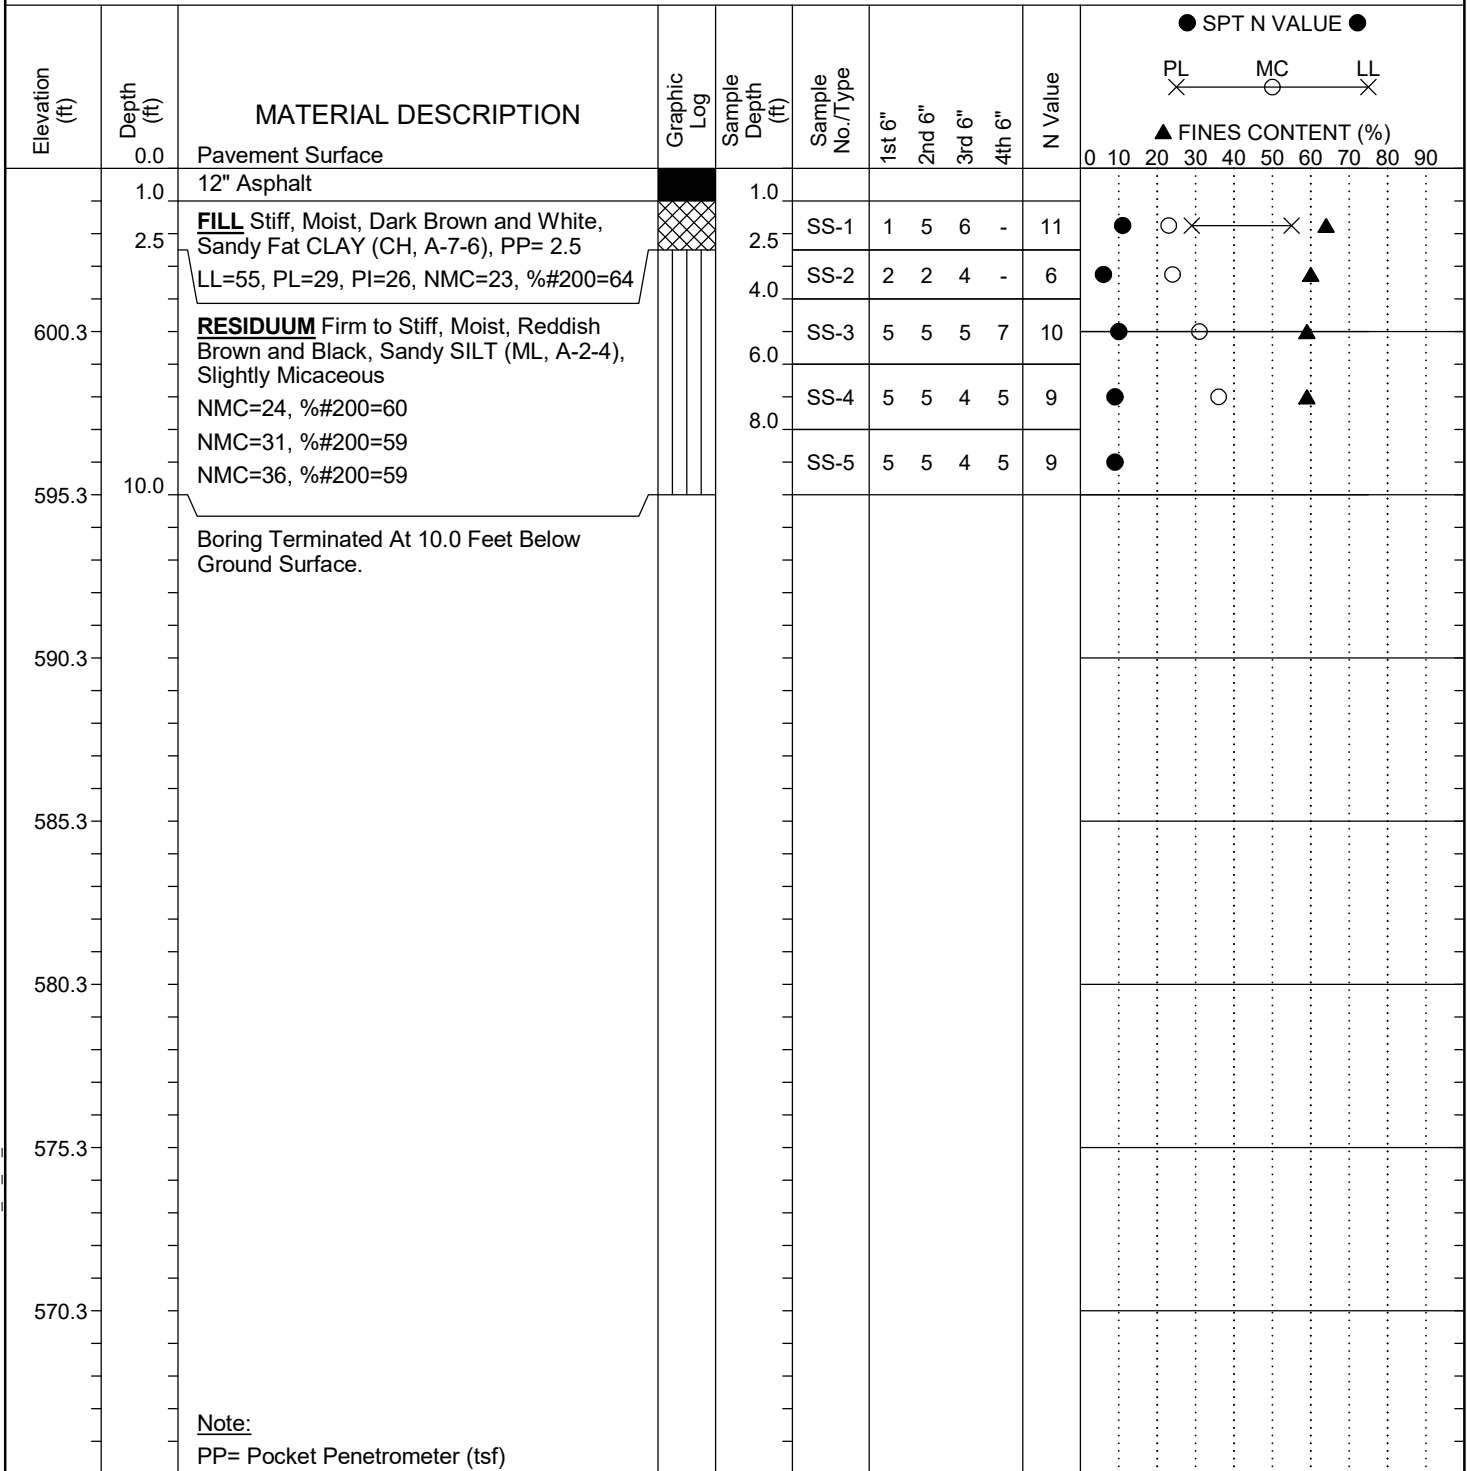 ● SPT N VALUE ●
PL MC LL
▲ FINES CONTENT (%)
0 10 20 30 40 50 60 70 80 90
Elevation (ft)
Depth (ft)
MATERIAL DESCRIPTION
Graphic Log
Sample Depth (ft)
Sample No./Type
1st 6"
2nd 6"
3rd 6"
4th 6"
N Value
0.0 Pavement Surface
12" Asphalt
1.0 1.0
FILL Stiff, Moist, Dark Brown and White,
Sandy Fat CLAY (CH, A-7-6), PP= 2.5
LL=55, PL=29, PI=26, NMC=23, %#200=64
2.5 2.5
SS-1 1 5 6 - 11
SS-2 2 2 4 - 6
4.0
RESIDUUM Firm to Stiff, Moist, Reddish
Brown and Black, Sandy SILT (ML, A-2-4),
Slightly Micaceous
600.3
SS-3 5 5 5 7 10
6.0
NMC=24, %#200=60
SS-4 5 5 4 5 9
8.0
NMC=31, %#200=59
NMC=36, %#200=59
SS-5 5 5 4 5 9
595.3 10.0
Boring Terminated At 10.0 Feet Below
Ground Surface.
590.3
585.3
580.3
575.3
570.3
Note:
PP= Pocket Penetrometer (tsf)